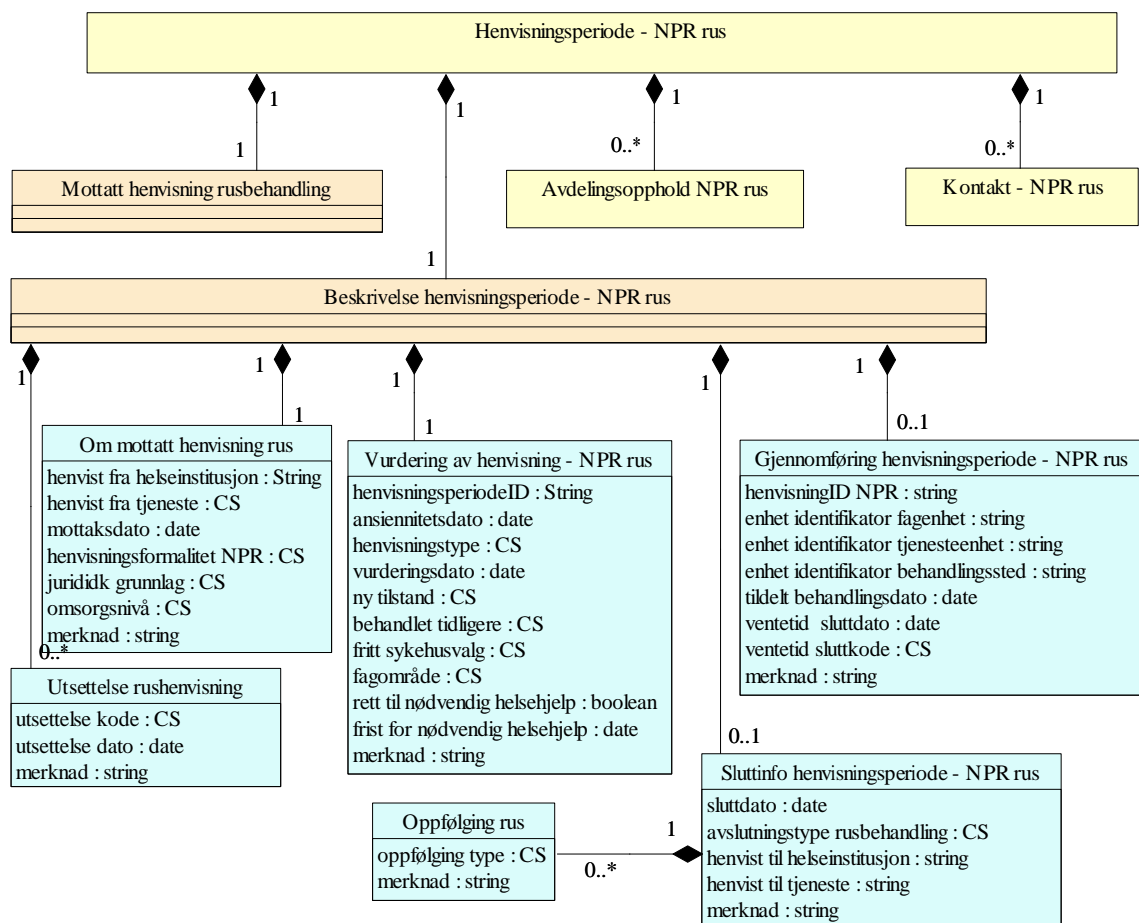 Henvisningsperiode - NPR rus
1
1
1
1
1
0..*
0..*
Mottatt henvisning rusbehandling
Avdelingsopphold NPR rus
Kontakt - NPR rus
1
Beskrivelse henvisningsperiode - NPR rus
1
1
1
1
1
1
1
0..1
Om mottatt henvisning rus
henvist fra helseinstitusjon : String
henvist fra tjeneste : CS
mottaksdato : date
henvisningsformalitet NPR : CS
jurididk grunnlag : CS
omsorgsnivå : CS
merknad : string
0..*
Vurdering av henvisning - NPR rus
henvisningsperiodeID : String
ansiennitetsdato : date
henvisningstype : CS
vurderingsdato : date
ny tilstand : CS
behandlet tidligere : CS
fritt sykehusvalg : CS
fagområde : CS
rett til nødvendig helsehjelp : boolean
frist for nødvendig helsehjelp : date
merknad : string
Gjennomføring henvisningsperiode - NPR rus
henvisningID NPR : string
enhet identifikator fagenhet : string
enhet identifikator tjenesteenhet : string
enhet identifikator behandlingssted : string
tildelt behandlingsdato : date
ventetid sluttdato : date
ventetid sluttkode : CS
merknad : string
Utsettelse rushenvisning
utsettelse kode : CS
utsettelse dato : date
merknad : string
0..1
Sluttinfo henvisningsperiode - NPR rus
sluttdato : date
avslutningstype rusbehandling : CS
henvist til helseinstitusjon : string
henvist til tjeneste : string
merknad : string
Oppfølging rus
oppfølging type : CS
merknad : string
1
0..*